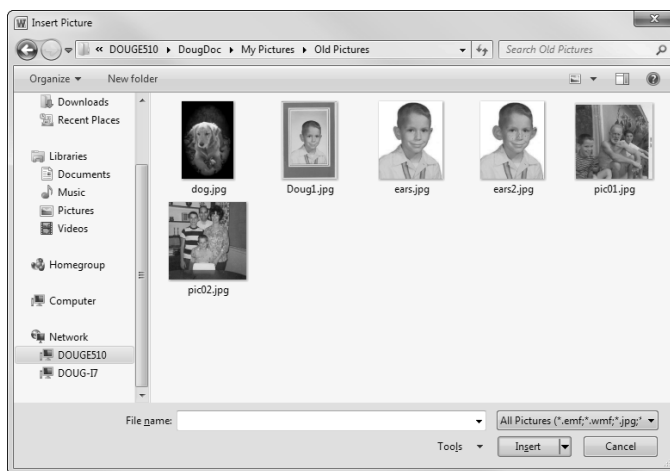 Insert Picture
« DOUGE510 DougDoc My Pictures Old Pictures
Search Old Pictures
Organize New folder
Downloads
Recent Places
Libraries
Documents
Music
Pictures
Videos
Homegroup
Computer
Network
DOUGE510
DOUG-I7
dog.jpg Doug1.jpg ears.jpg ears2.jpg pic01.jpg
pic02.jpg
File name:
All Pictures (*.emf;*.wmf;*.jpg;*
Tools Insert Cancel